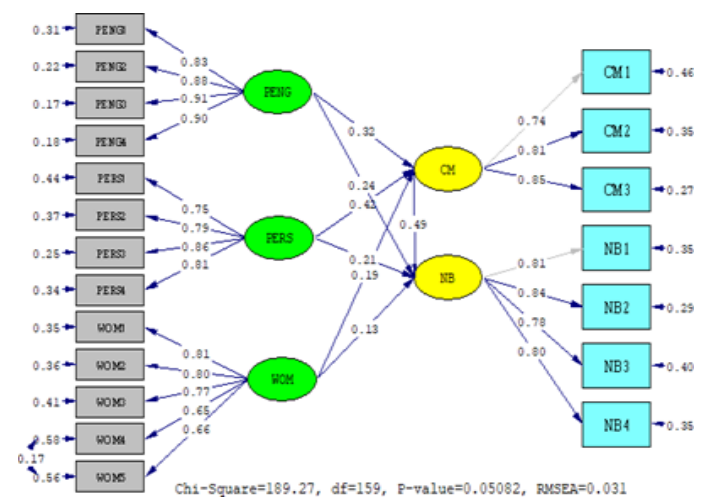 0.31 PENG1
0.22 PENG2
0.17 PENG3
0.18 PENG4
0.44 PERS1
0.37 PERS2
0.25 PERS3
0.34 PERS4
0.35 WOM1
0.36 WOM2
0.41 WOM3
0.58 WOM4
0.17
0.56 WOM5
0.83
0.88
0.91
0.90
PENG
0.75
0.79
0.86
0.81
PERS
0.81
0.80
0.77
0.65
0.66
WOM
0.32
0.24
0.42
0.49
0.21
0.19
0.13
CM
NB
0.74
0.81
0.85
0.81
0.84
0.78
0.80
CM1 0.46
CM2 0.35
CM3 0.27
NB1 0.35
NB2 0.29
NB3 0.40
NB4 0.35
Chi-Square=189.27, df=159, P-value=0.05082, RMSEA=0.031